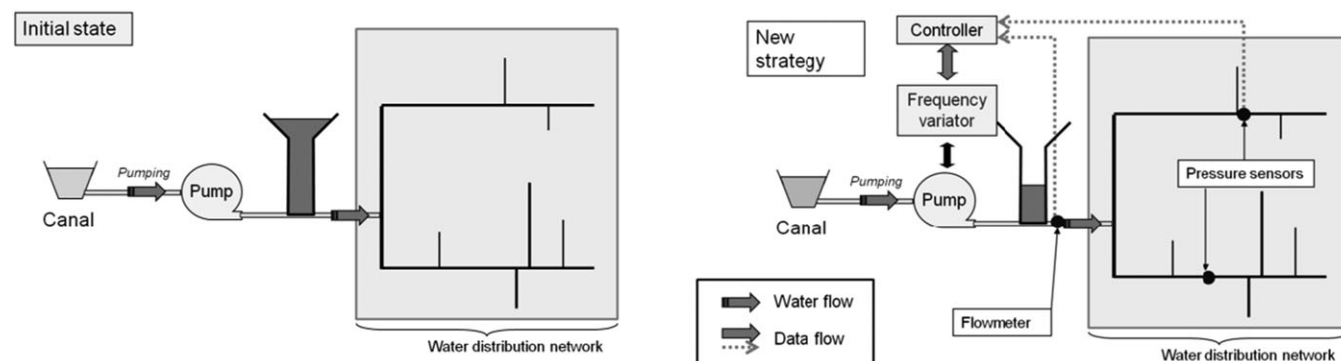 Initial state
Pumping
Pump
Canal
Water distribution network
New
strategy
Controller
Frequency
variator
Pumping
Pump
Canal
Pressure sensors
Flowmeter
Water flow
Data flow
Water distribution network